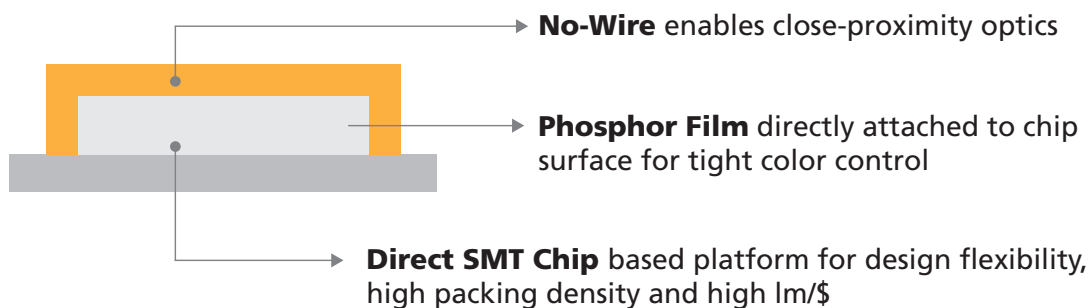 No-Wire enables close-proximity optics
Phosphor Film directly attached to chip
surface for tight color control
Direct SMT Chip based platform for design flexibility,
high packing density and high lm/$